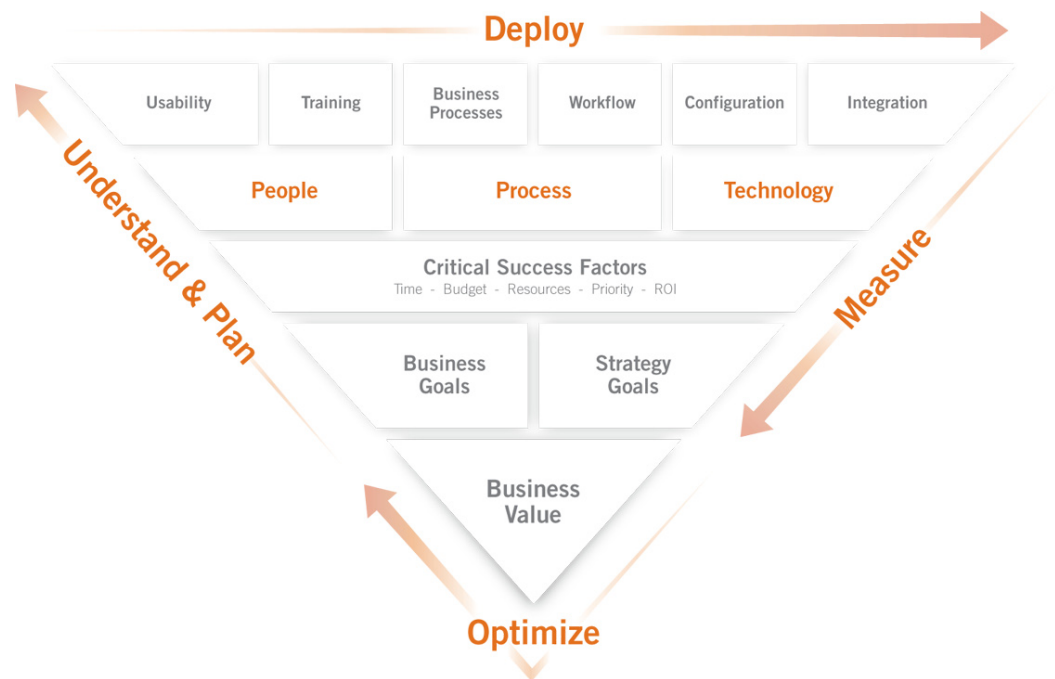 Deploy
Usability
Training
Business
Processes
Workflow
Configuration
Integration
People
Process
Technology
Understand & Plan
Measure
Critical Success Factors
Time - Budget - Resources - Priority - ROI
Business
Goals
Strategy
Goals
Business
Value
Optimize